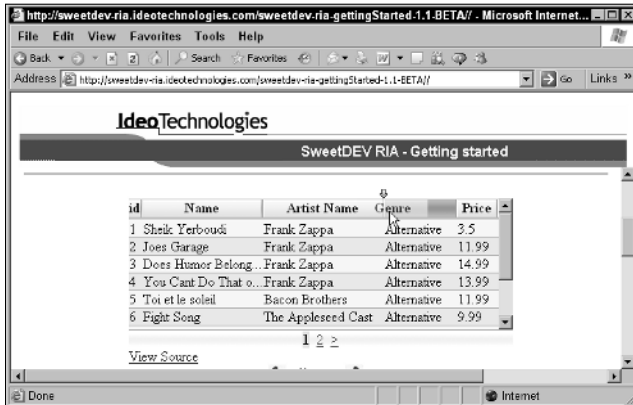 http://sweetdev-ria.ideotechnologies.com/sweetdev-ria-gettingStarted-1.1-BETA// - Microsoft Internet...
File Edit View Favorites Tools Help
Back Search Favorites
Address http://sweetdev-ria.ideotechnologies.com/sweetdev-ria-gettingStarted-1.1-BETA// Go Links »
IdeoTechnologies
SweetDEV RIA - Getting started
id Name Artist Name Genre Price
1 Sheik Yerboudi Frank Zappa Alternative 3.5
2 Joes Garage Frank Zappa Alternative 11.99
3 Does Humor Belong... Frank Zappa Alternative 14.99
4 You Cant Do That o... Frank Zappa Alternative 13.99
5 Toi et le soleil Bacon Brothers Alternative 11.99
6 Fight Song The Appleseed Cast Alternative 9.99
1 2 >
View Source
Done Internet